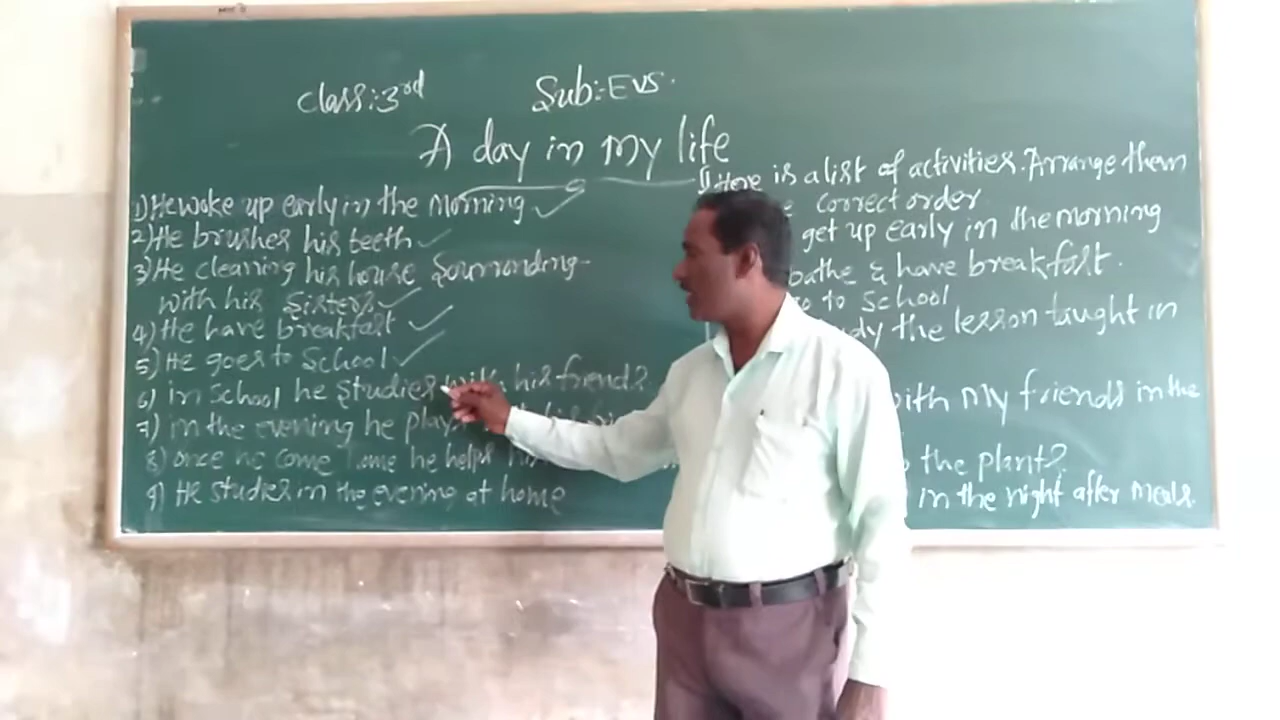 Class:3rd
Sub:EVS.
A day in my life
1) He woke up early in the Morning
2) He brushes his teeth
3) He cleaning his house Sourronding
with his Sisters
4) He have breakfast
5) He goes to School
6) in School he studies with his friends
7) in the evening he plays
8) once he come home he helps
9) He studies in the evening at home
Here is a list of activities. Arrange them
correct order
get up early in the morning
bathe & have breakfast.
to School
the lesson taught in
with my friends in the
the plants
in the night after meals.